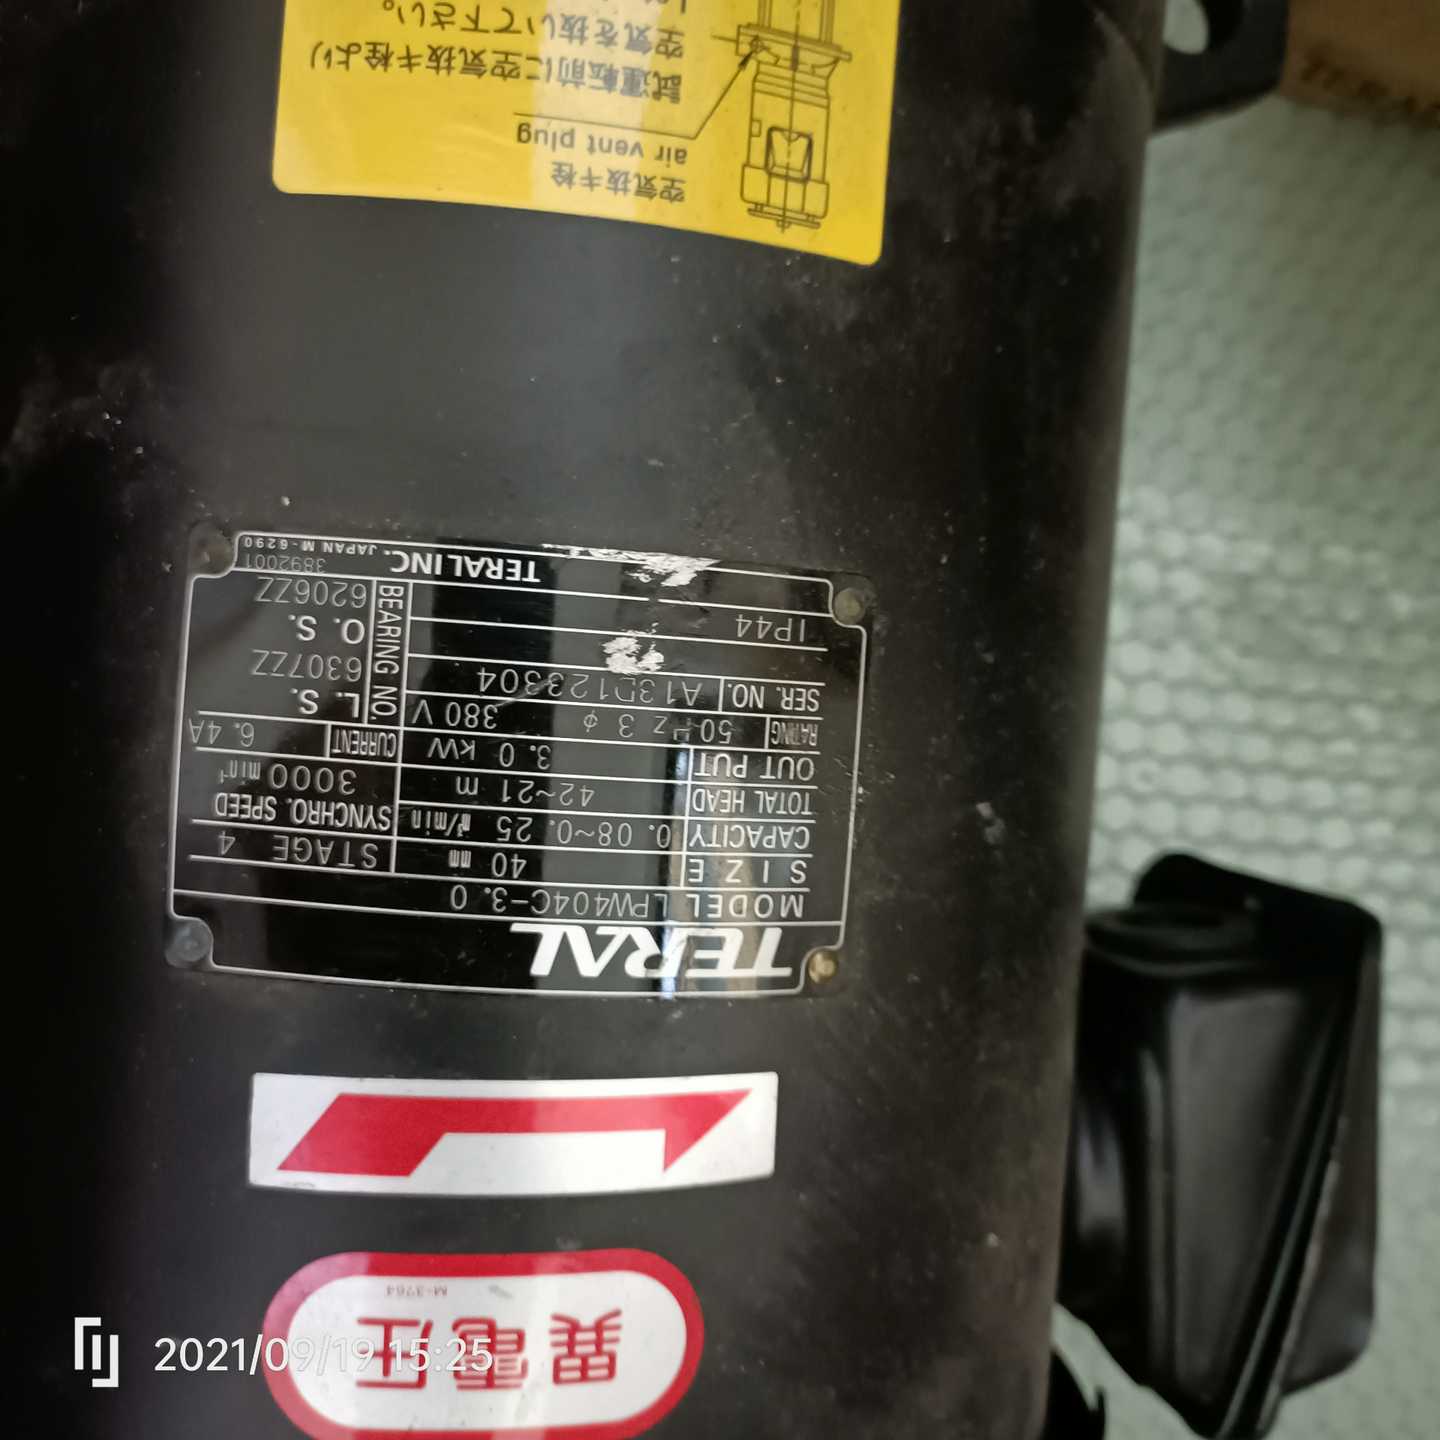 異電圧
M-3764
TERAL
MODEL LPW404C-3.0
SIZE 40 mm STAGE 4
CAPACITY 0.08~0.25 m³/min SYNCHRO. SPEED
TOTAL HEAD 42~21 m 3000 min⁻¹
OUT PUT 3.0 kW CURRENT 6.4A
RATING 50Hz 3φ 380V
SER. NO. A13D123304
BEARING NO.
L. S.
6307ZZ
O. S.
6206ZZ
IP44
3892001
TERAL INC. JAPAN M-6290
空気抜キ栓
air vent plug
試運転前に空気抜キ栓より
空気を抜いて下さい。
2021/09/19 15:25